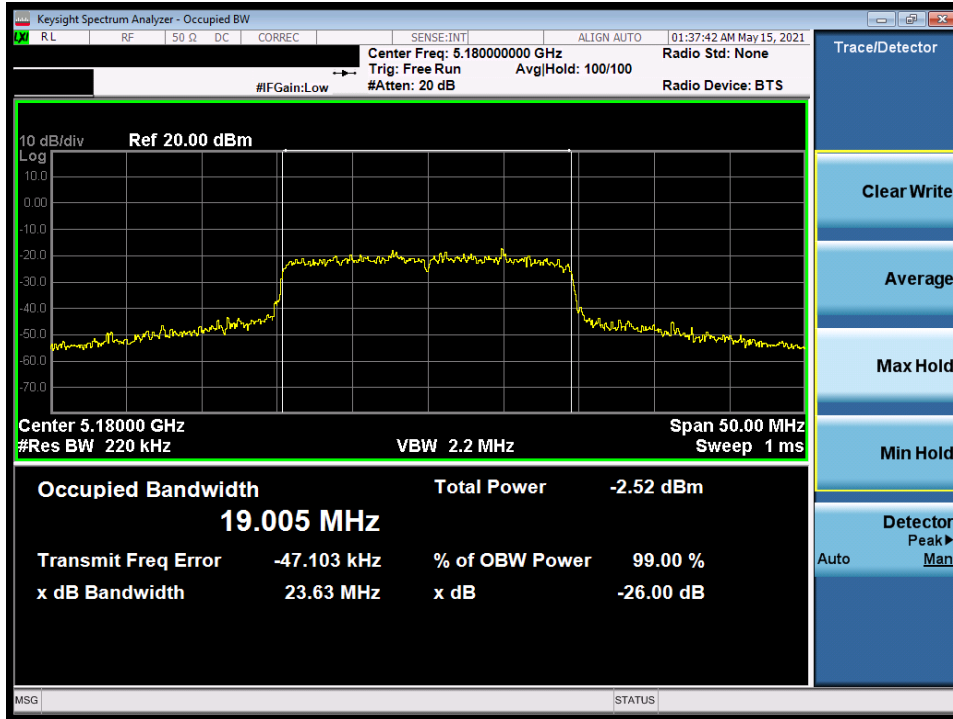 Keysight Spectrum Analyzer - Occupied BW
LXI RL RF 50 Ω DC CORREC SENSE:INT ALIGN AUTO 01:37:42 AM May 15, 2021
Center Freq: 5.180000000 GHz Radio Std: None
Trig: Free Run Avg|Hold: 100/100
#IFGain:Low #Atten: 20 dB Radio Device: BTS
Trace/Detector
10 dB/div Ref 20.00 dBm
Log
10.0
0.00
-10.0
-20.0
-30.0
-40.0
-50.0
-60.0
-70.0
Center 5.18000 GHz Span 50.00 MHz
#Res BW 220 kHz VBW 2.2 MHz Sweep 1 ms
Occupied Bandwidth Total Power -2.52 dBm
19.005 MHz
Transmit Freq Error -47.103 kHz % of OBW Power 99.00 %
x dB Bandwidth 23.63 MHz x dB -26.00 dB
Clear Write
Average
Max Hold
Min Hold
Detector
Peak▶
Auto Man
MSG STATUS